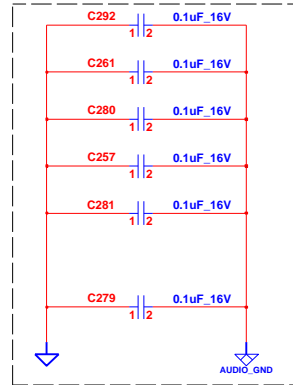 C292 0.1uF_16V
1 2
C261 0.1uF_16V
1 2
C280 0.1uF_16V
1 2
C257 0.1uF_16V
1 2
C281 0.1uF_16V
1 2
C279 0.1uF_16V
1 2
AUDIO_GND